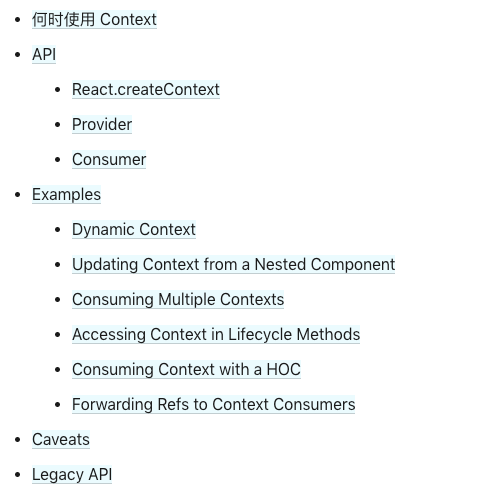 何时使用 Context
API
React.createContext
Provider
Consumer
Examples
Dynamic Context
Updating Context from a Nested Component
Consuming Multiple Contexts
Accessing Context in Lifecycle Methods
Consuming Context with a HOC
Forwarding Refs to Context Consumers
Caveats
Legacy API